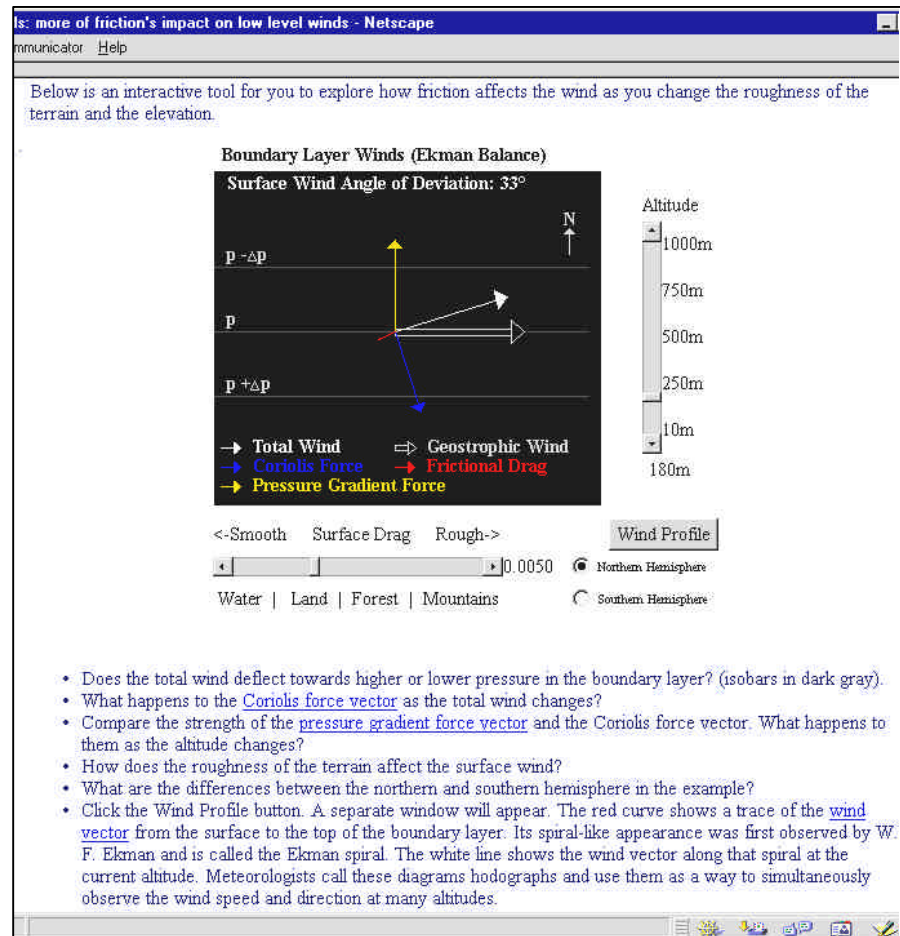 ls: more of friction's impact on low level winds - Netscape
mmunicator Help
Below is an interactive tool for you to explore how friction affects the wind as you change the roughness of the
terrain and the elevation.
Boundary Layer Winds (Ekman Balance)
Surface Wind Angle of Deviation: 33°
N
p -△p
p
p +△p
→ Total Wind ⇨ Geostrophic Wind
→ Coriolis Force → Frictional Drag
→ Pressure Gradient Force
Altitude
1000m
750m
500m
250m
10m
180m
<-Smooth Surface Drag Rough->
0.0050
Water | Land | Forest | Mountains
Wind Profile
Northern Hemisphere
Southern Hemisphere
• Does the total wind deflect towards higher or lower pressure in the boundary layer? (isobars in dark gray).
• What happens to the Coriolis force vector as the total wind changes?
• Compare the strength of the pressure gradient force vector and the Coriolis force vector. What happens to
them as the altitude changes?
• How does the roughness of the terrain affect the surface wind?
• What are the differences between the northern and southern hemisphere in the example?
• Click the Wind Profile button. A separate window will appear. The red curve shows a trace of the wind
vector from the surface to the top of the boundary layer. Its spiral-like appearance was first observed by W.
F. Ekman and is called the Ekman spiral. The white line shows the wind vector along that spiral at the
current altitude. Meteorologists call these diagrams hodographs and use them as a way to simultaneously
observe the wind speed and direction at many altitudes.